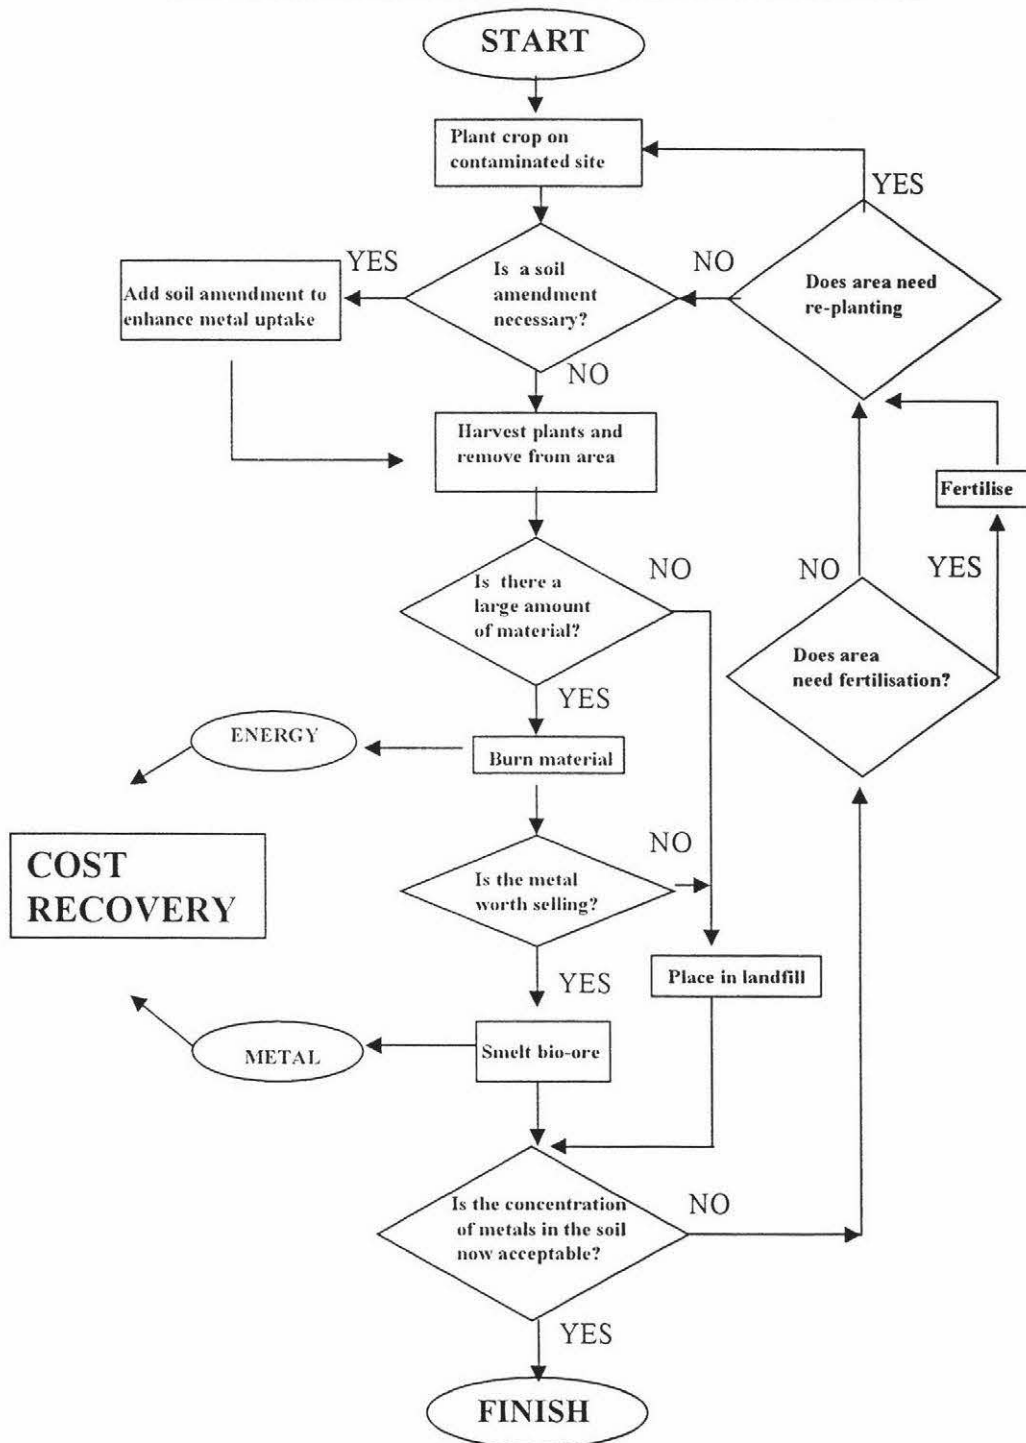 START
Plant crop on
contaminated site
YES
Is a soil
amendment
necessary?
YES
NO
Does area need
re-planting
Add soil amendment to
enhance metal uptake
NO
Harvest plants and
remove from area
Fertilise
Is there a
large amount
of material?
NO
NO
YES
Does area
need fertilisation?
YES
ENERGY
Burn material
COST
RECOVERY
Is the metal
worth selling?
NO
YES
Place in landfill
METAL
Smelt bio-ore
Is the concentration
of metals in the soil
now acceptable?
NO
YES
FINISH